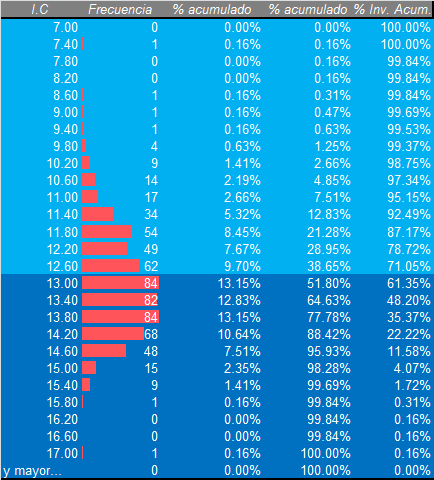 I.C Frecuencia % acumulado % acumulado % Inv. Acum.
7.00 0 0.00% 0.00% 100.00%
7.40 1 0.16% 0.16% 100.00%
7.80 0 0.00% 0.16% 99.84%
8.20 0 0.00% 0.16% 99.84%
8.60 1 0.16% 0.31% 99.84%
9.00 1 0.16% 0.47% 99.69%
9.40 1 0.16% 0.63% 99.53%
9.80 4 0.63% 1.25% 99.37%
10.20 9 1.41% 2.66% 98.75%
10.60 14 2.19% 4.85% 97.34%
11.00 17 2.66% 7.51% 95.15%
11.40 34 5.32% 12.83% 92.49%
11.80 54 8.45% 21.28% 87.17%
12.20 49 7.67% 28.95% 78.72%
12.60 62 9.70% 38.65% 71.05%
13.00 84 13.15% 51.80% 61.35%
13.40 82 12.83% 64.63% 48.20%
13.80 84 13.15% 77.78% 35.37%
14.20 68 10.64% 88.42% 22.22%
14.60 48 7.51% 95.93% 11.58%
15.00 15 2.35% 98.28% 4.07%
15.40 9 1.41% 99.69% 1.72%
15.80 1 0.16% 99.84% 0.31%
16.20 0 0.00% 99.84% 0.16%
16.60 0 0.00% 99.84% 0.16%
17.00 1 0.16% 100.00% 0.16%
y mayor... 0 0.00% 100.00% 0.00%